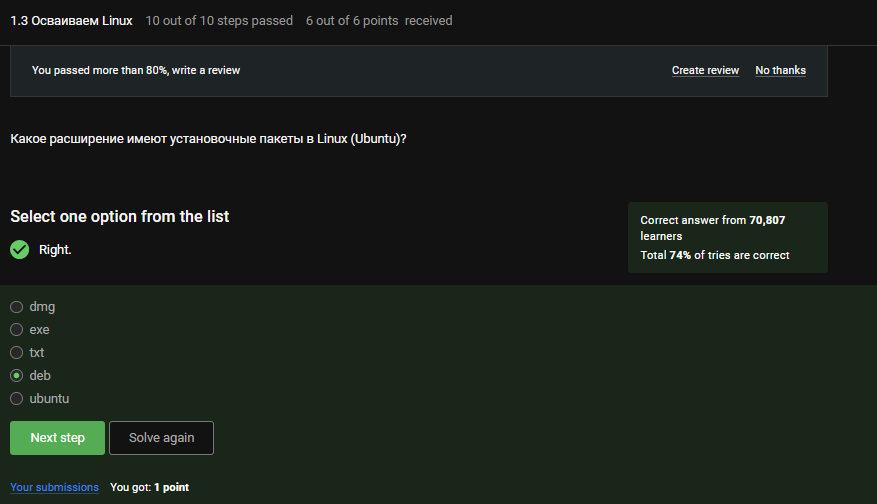 1.3 Осваиваем Linux 10 out of 10 steps passed 6 out of 6 points received
You passed more than 80%, write a review Create review No thanks
Какое расширение имеют установочные пакеты в Linux (Ubuntu)?
Select one option from the list
Right.
Correct answer from 70,807
learners
Total 74% of tries are correct
dmg
exe
txt
deb
ubuntu
Next step Solve again
Your submissions You got: 1 point